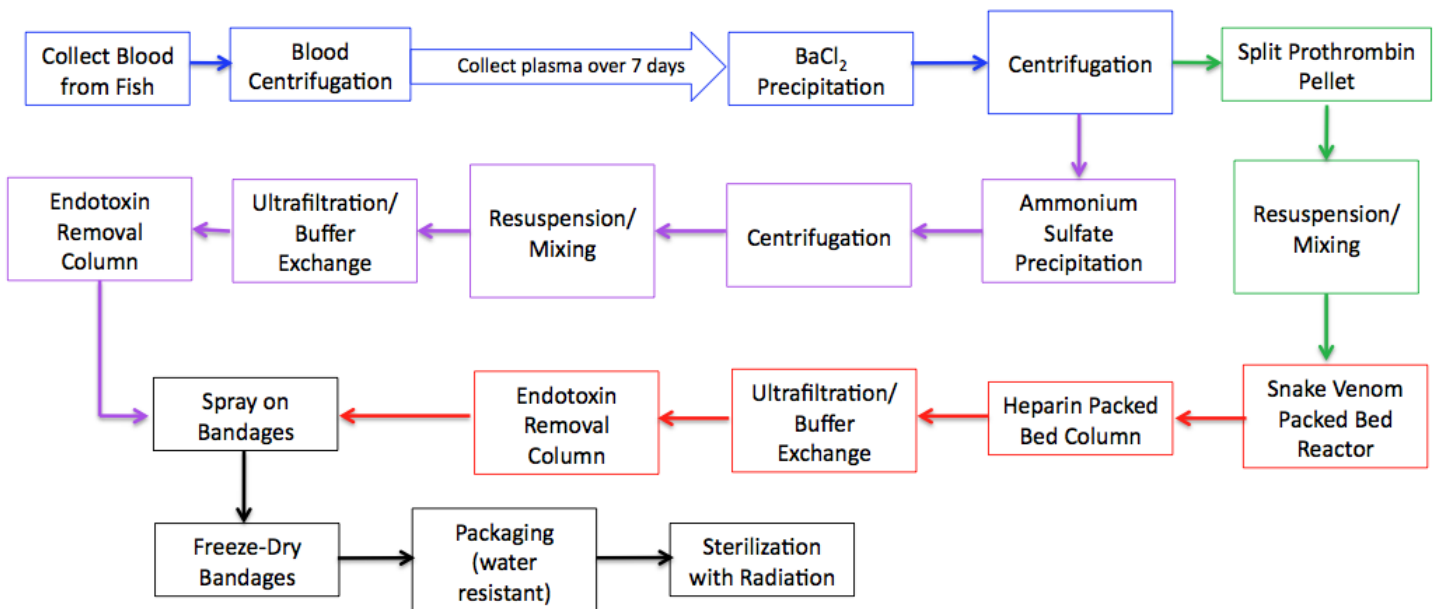 Collect Blood
from Fish
Blood
Centrifugation
Collect plasma over 7 days
BaCl₂
Precipitation
Centrifugation
Split Prothrombin
Pellet
Endotoxin
Removal
Column
Ultrafiltration/
Buffer
Exchange
Resuspension/
Mixing
Centrifugation
Ammonium
Sulfate
Precipitation
Resuspension/
Mixing
Spray on
Bandages
Endotoxin
Removal
Column
Ultrafiltration/
Buffer
Exchange
Heparin Packed
Bed Column
Snake Venom
Packed Bed
Reactor
Freeze-Dry
Bandages
Packaging
(water
resistant)
Sterilization
with Radiation